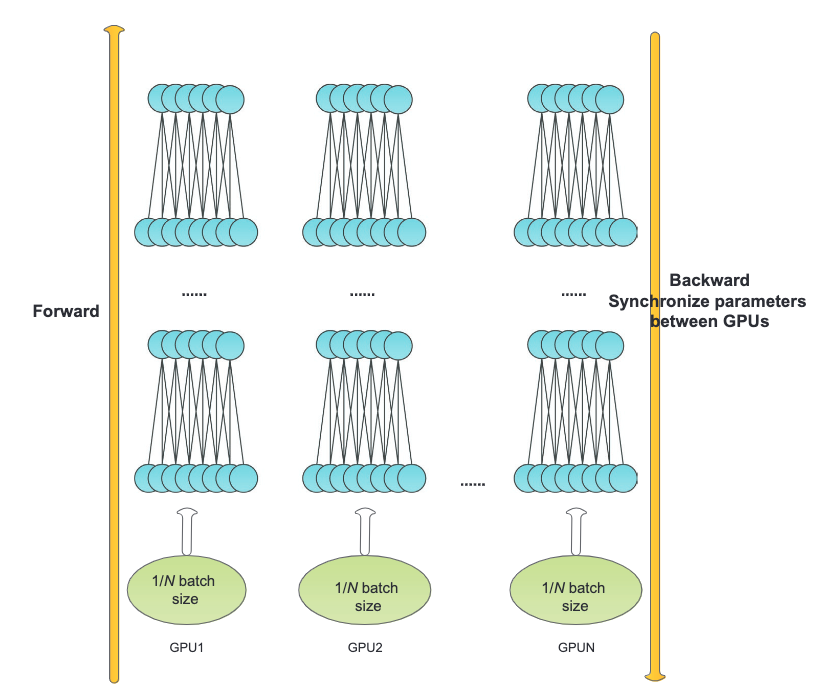 Forward
......
......
......
Backward
Synchronize parameters
between GPUs
......
1/N batch
size
1/N batch
size
1/N batch
size
GPU1
GPU2
GPUN